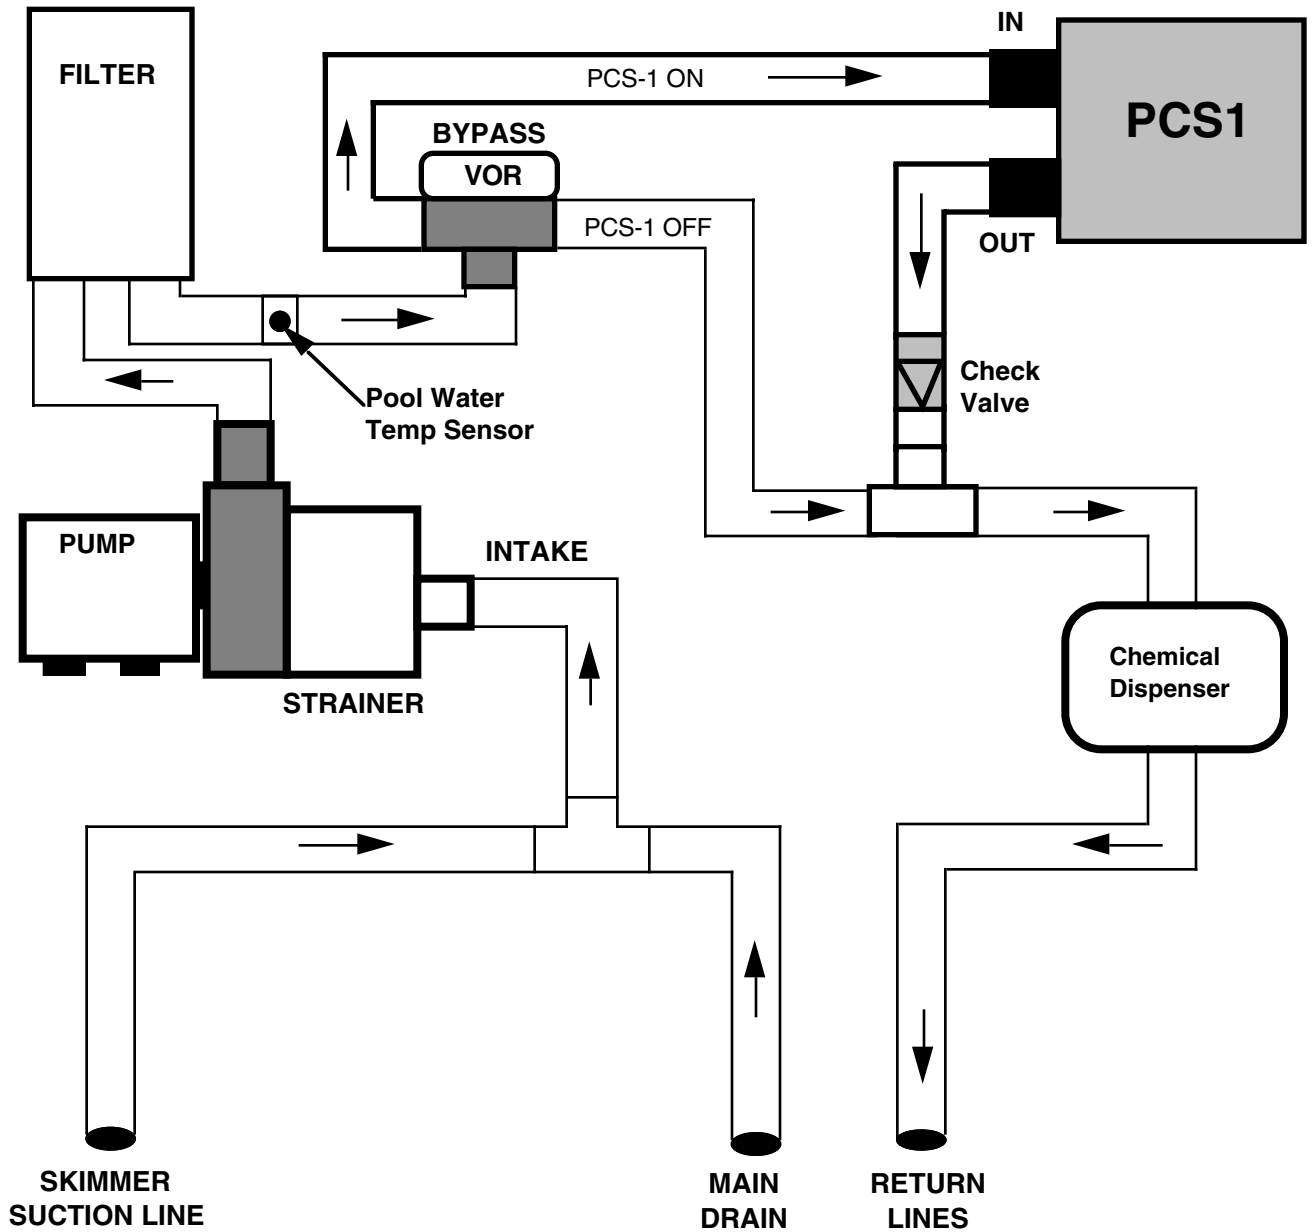 IN
FILTER
PCS-1 ON
PCS1
BYPASS
VOR
PCS-1 OFF
OUT
Check
Valve
Pool Water
Temp Sensor
PUMP
INTAKE
Chemical
Dispenser
STRAINER
SKIMMER
SUCTION LINE
MAIN
DRAIN
RETURN
LINES